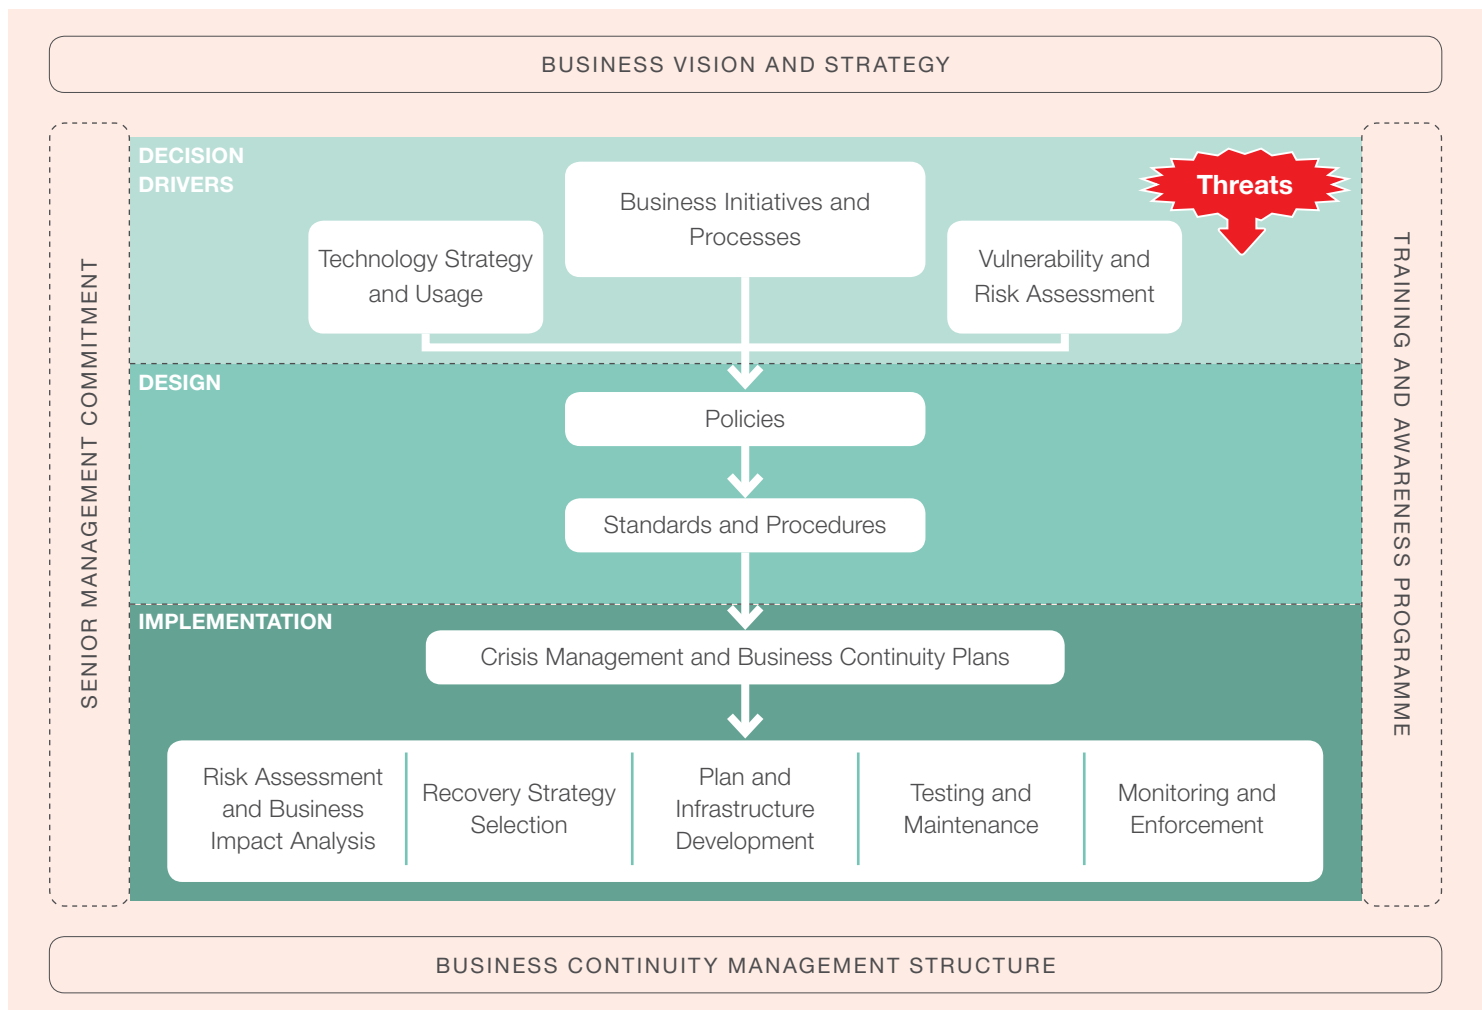 BUSINESS VISION AND STRATEGY
SENIOR MANAGEMENT COMMITMENT
DECISION
DRIVERS
Business Initiatives and
Processes
Threats
Technology Strategy
and Usage
Vulnerability and
Risk Assessment
DESIGN
Policies
Standards and Procedures
IMPLEMENTATION
Crisis Management and Business Continuity Plans
Risk Assessment
and Business
Impact Analysis
Recovery Strategy
Selection
Plan and
Infrastructure
Development
Testing and
Maintenance
Monitoring and
Enforcement
TRAINING AND AWARENESS PROGRAMME
BUSINESS CONTINUITY MANAGEMENT STRUCTURE